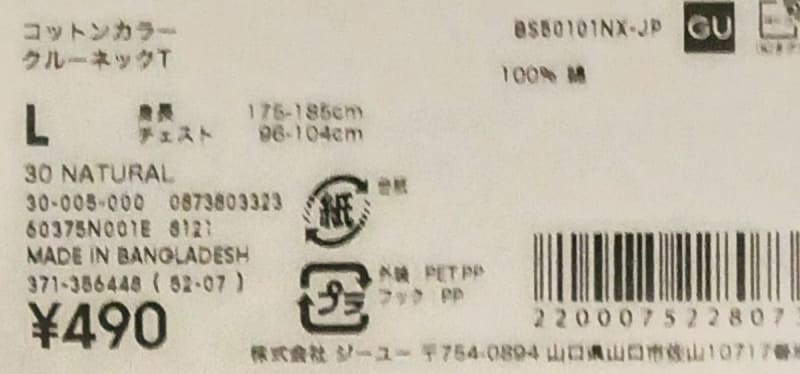 コットンカラー
クルーネックT
BS50101NX-JP GU
100% 綿
L 身長 175-185cm
チェスト 96-104cm
30 NATURAL
30-005-000 0873803323
60375N001E 8121
MADE IN BANGLADESH
371-356448 ( 52-07 )
¥490
紙 台紙
プラ 外装 PET,PP
フック PP
220007522807
株式会社 ジーユー 〒754-0894 山口県山口市佐山10717番